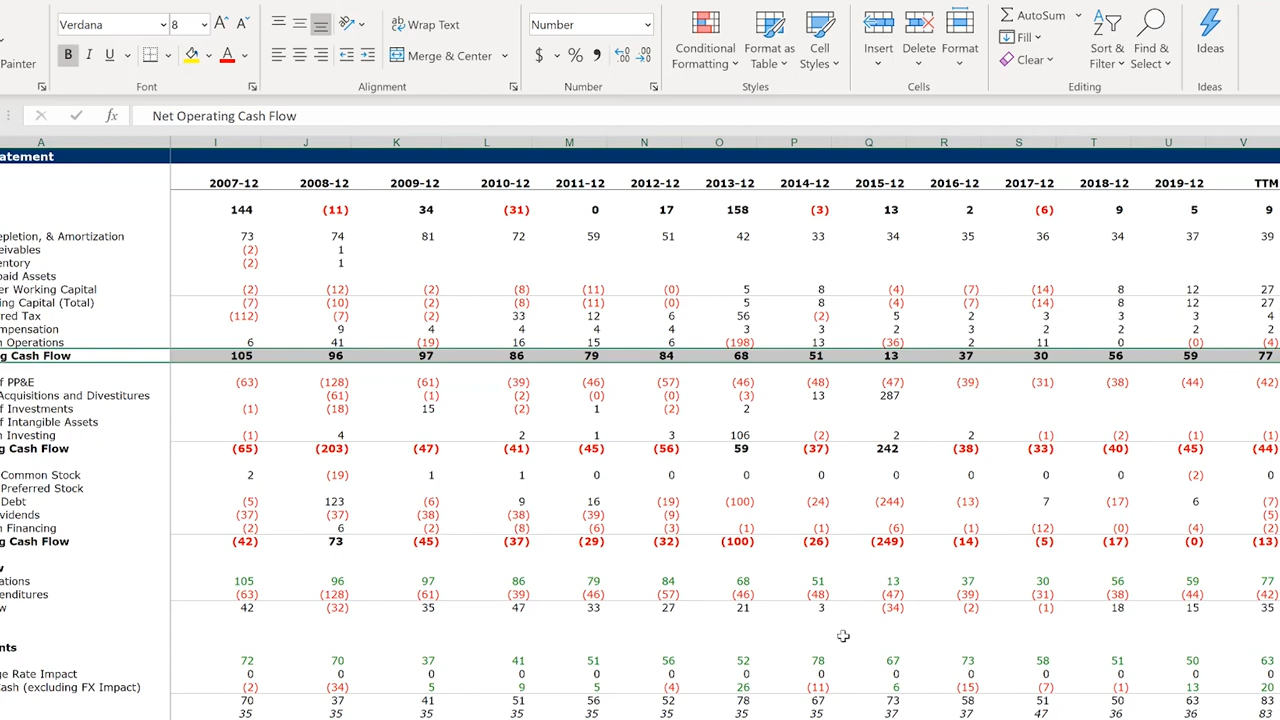 Verdana 8 A A Wrap Text Number Conditional Formatting Format as Table Cell Styles Insert Delete Format AutoSum Fill Clear Sort & Filter Find & Select Ideas
Painter B I U A Merge & Center $ % 9
Font Alignment Number Styles Cells Editing Ideas
fx Net Operating Cash Flow
A I J K L M N O P Q R S T U V
atement
2007-12 2008-12 2009-12 2010-12 2011-12 2012-12 2013-12 2014-12 2015-12 2016-12 2017-12 2018-12 2019-12 TTM
144 (11) 34 (31) 0 17 158 (3) 13 2 (6) 9 5 9
epletion, & Amortization 73 74 81 72 59 51 42 33 34 35 36 34 37 39
eivables (2) 1
entory (2) 1
paid Assets
er Working Capital (2) (12) (2) (8) (11) (0) 5 8 (4) (7) (14) 8 12 27
ing Capital (Total) (7) (10) (2) (8) (11) (0) 5 8 (4) (7) (14) 8 12 27
rred Tax (112) (7) (2) 33 12 6 56 (2) 5 2 3 3 3 4
ompensation 9 4 4 4 4 3 3 2 3 2 2 2 2
n Operations 6 41 (19) 16 15 6 (198) 13 (36) 2 11 0 (0) (4)
g Cash Flow 105 96 97 86 79 84 68 51 13 37 30 56 59 77
f PP&E (63) (128) (61) (39) (46) (57) (46) (48) (47) (39) (31) (38) (44) (42)
Acquisitions and Divestitures (61) (1) (2) (0) (0) (3) 13 287
f Investments (1) (18) 15 (2) 1 (2) 2
f Intangible Assets
n Investing (1) 4 2 1 3 106 (2) 2 2 (1) (2) (1) (1)
g Cash Flow (65) (203) (47) (41) (45) (56) 59 (37) 242 (38) (33) (40) (45) (44)
Common Stock 2 (19) 1 1 0 0 0 0 0 0 0 0 (2) 0
Preferred Stock
Debt (5) 123 (6) 9 16 (19) (100) (24) (244) (13) 7 (17) 6 (7)
vidends (37) (37) (38) (38) (39) (9) (5)
n Financing (2) 6 (2) (8) (6) (3) (1) (1) (6) (1) (12) (0) (4) (2)
g Cash Flow (42) 73 (45) (37) (29) (32) (100) (26) (249) (14) (5) (17) (0) (13)
w
ations 105 96 97 86 79 84 68 51 13 37 30 56 59 77
enditures (63) (128) (61) (39) (46) (57) (46) (48) (47) (39) (31) (38) (44) (42)
w 42 (32) 35 47 33 27 21 3 (34) (2) (1) 18 15 35
nts
72 70 37 41 51 56 52 78 67 73 58 51 50 63
ge Rate Impact 0 0 0 0 0 0 0 0 0 0 0 0 0 0
Cash (excluding FX Impact) (2) (34) 5 9 5 (4) 26 (11) 6 (15) (7) (1) 13 20
70 37 41 51 56 52 78 67 73 58 51 50 63 83
35 35 35 35 35 35 35 35 37 37 47 36 82